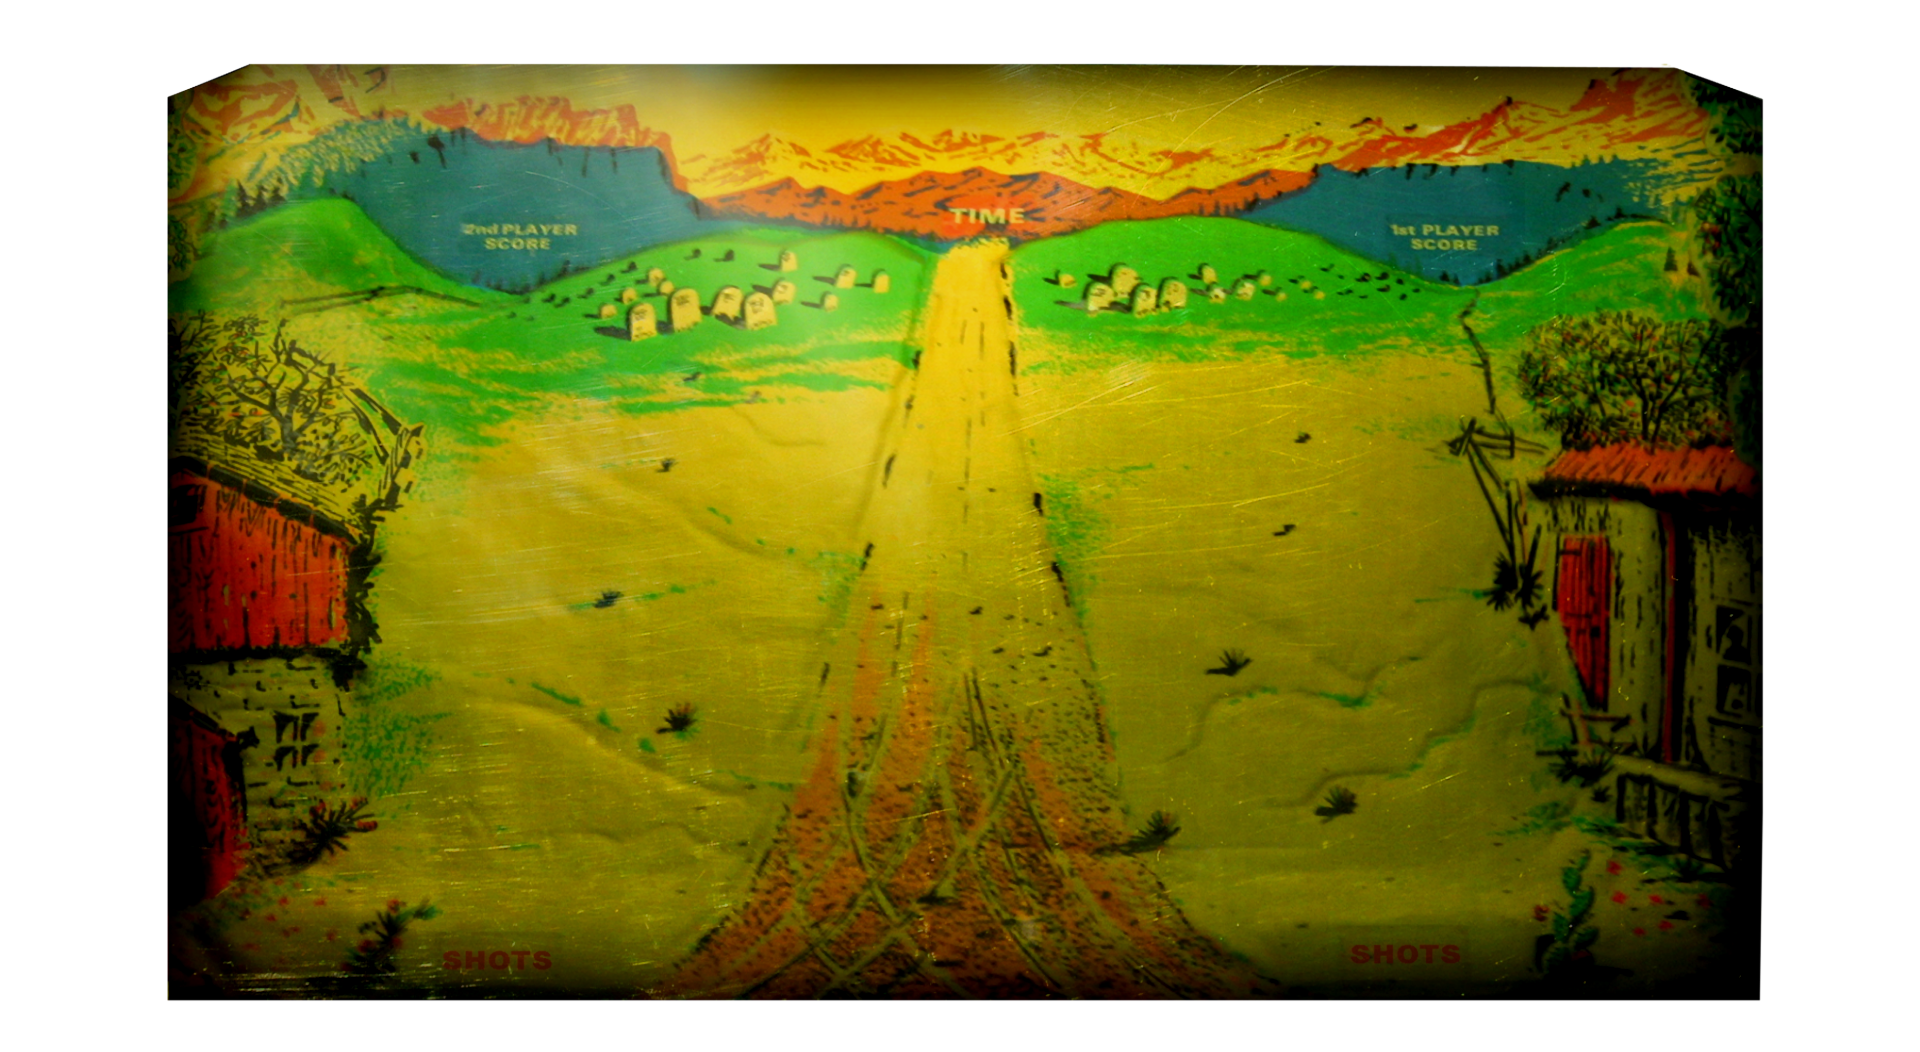 TIME
2nd PLAYER
SCORE
1st PLAYER
SCORE
SHOTS
SHOTS